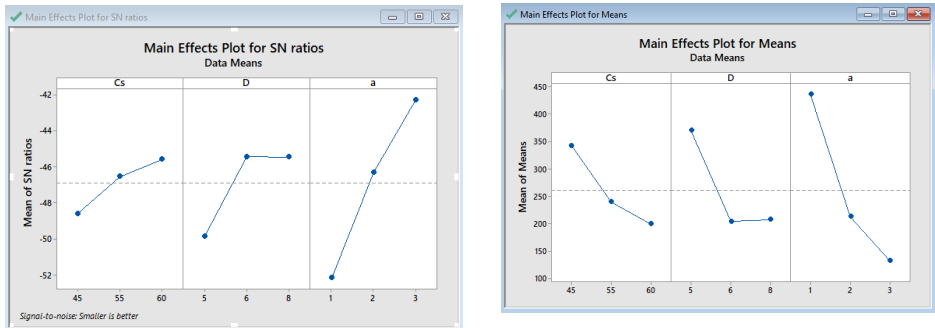 Main Effects Plot for SN ratios
Main Effects Plot for SN ratios
Data Means
Cs D a
-42
-44
-46
-48
-50
-52
Mean of SN ratios
45 55 60 5 6 8 1 2 3
Signal-to-noise: Smaller is better
Main Effects Plot for Means
Main Effects Plot for Means
Data Means
Cs D a
450
400
350
300
250
200
150
100
Mean of Means
45 55 60 5 6 8 1 2 3